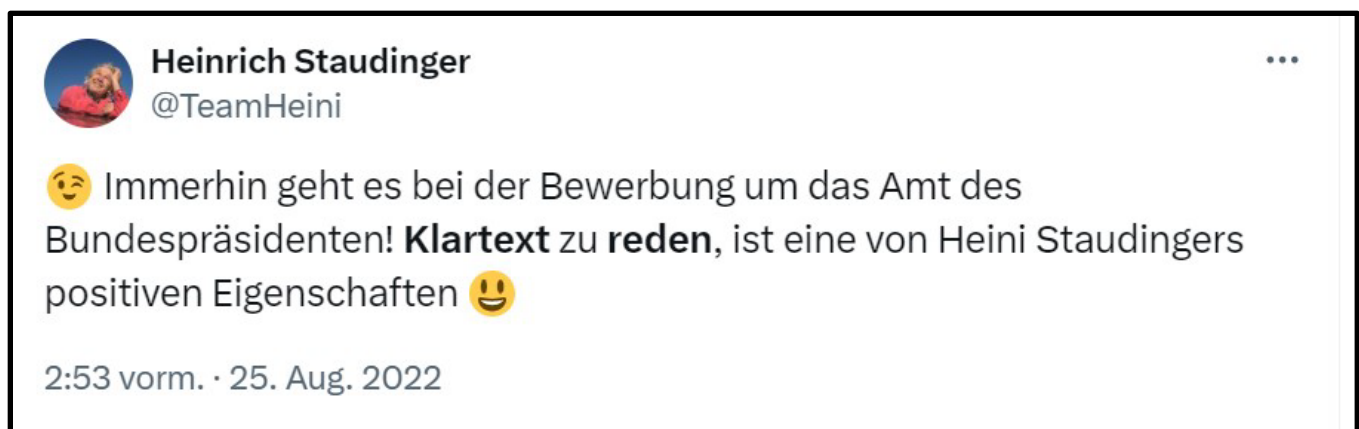 Heinrich Staudinger
@TeamHeini
😉 Immerhin geht es bei der Bewerbung um das Amt des
Bundespräsidenten! Klartext zu reden, ist eine von Heini Staudingers
positiven Eigenschaften 😃
2:53 vorm. · 25. Aug. 2022